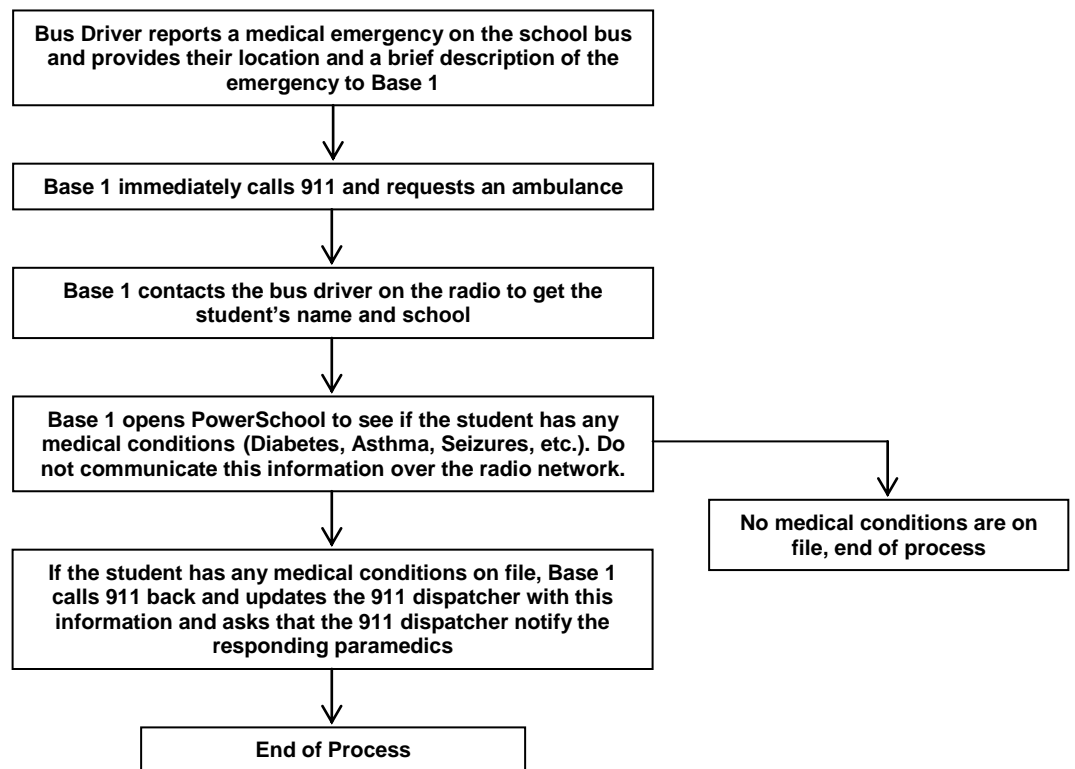 Bus Driver reports a medical emergency on the school bus
and provides their location and a brief description of the
emergency to Base 1
Base 1 immediately calls 911 and requests an ambulance
Base 1 contacts the bus driver on the radio to get the
student's name and school
Base 1 opens PowerSchool to see if the student has any
medical conditions (Diabetes, Asthma, Seizures, etc.). Do
not communicate this information over the radio network.
No medical conditions are on
file, end of process
If the student has any medical conditions on file, Base 1
calls 911 back and updates the 911 dispatcher with this
information and asks that the 911 dispatcher notify the
responding paramedics
End of Process